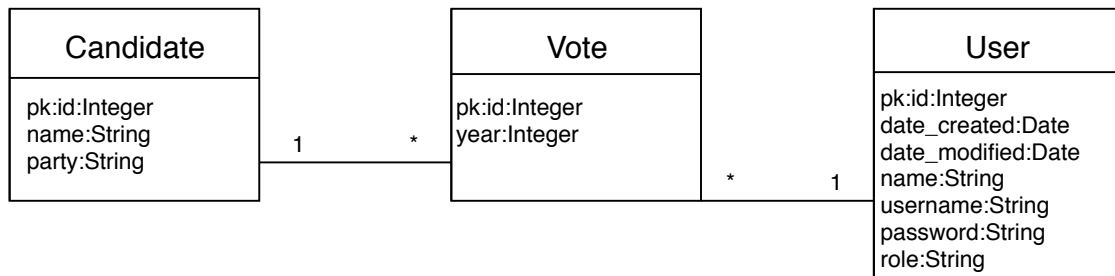 Candidate
pk:id:Integer
name:String
party:String
1
*
Vote
pk:id:Integer
year:Integer
*
1
User
pk:id:Integer
date_created:Date
date_modified:Date
name:String
username:String
password:String
role:String